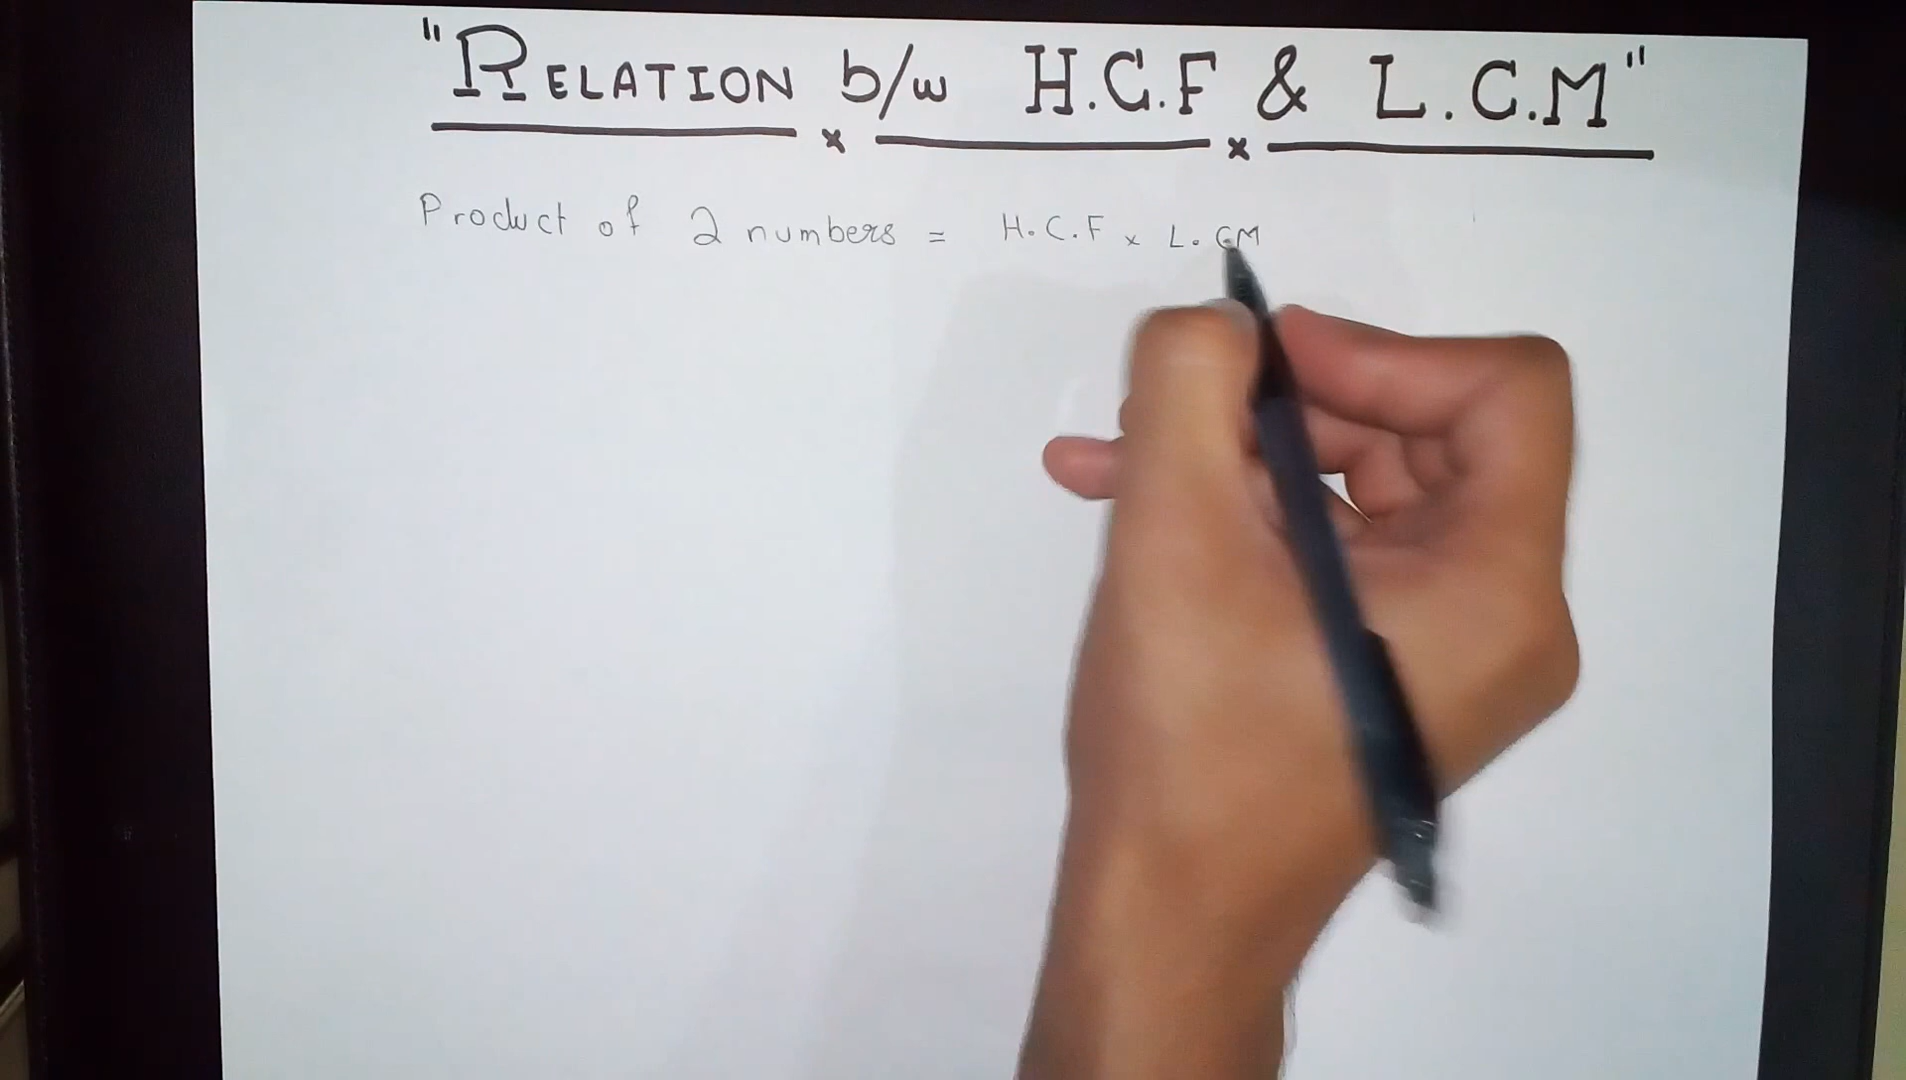 "RELATION b/w H.C.F & L.C.M"
Product of 2 numbers = H.C.F × L.CM